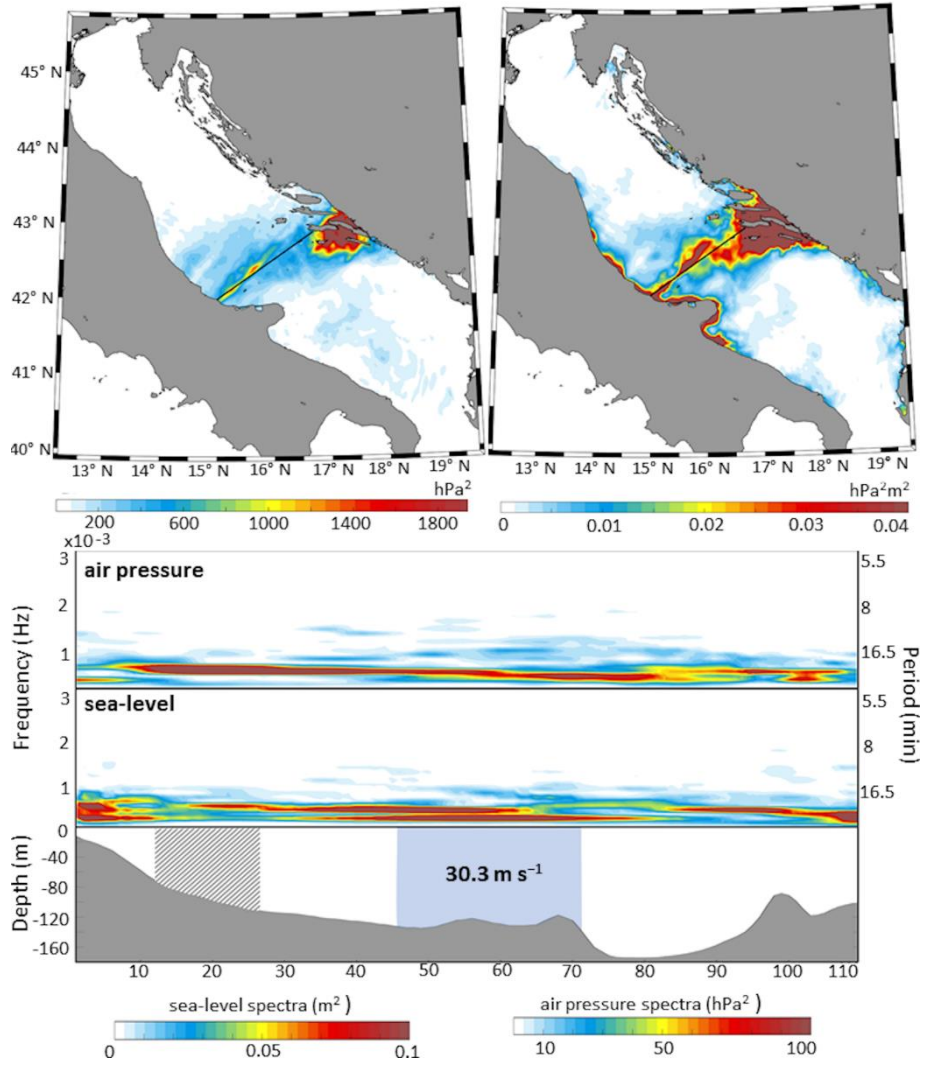 45° N
44° N
43° N
42° N
41° N
40° N
13° N 14° N 15° N 16° N 17° N 18° N 19° N
13° N 14° N 15° N 16° N 17° N 18° N 19° N
hPa²
hPa²m²
200 600 1000 1400 1800
0 0.01 0.02 0.03 0.04
x10⁻³
3
2
1
air pressure
5.5
8
16.5
Frequency (Hz)
Period (min)
3
2
1
sea-level
5.5
8
16.5
0
-40
-80
-120
-160
Depth (m)
30.3 m s⁻¹
10 20 30 40 50 60 70 80 90 100 110
sea-level spectra (m²)
0 0.05 0.1
air pressure spectra (hPa²)
10 50 100